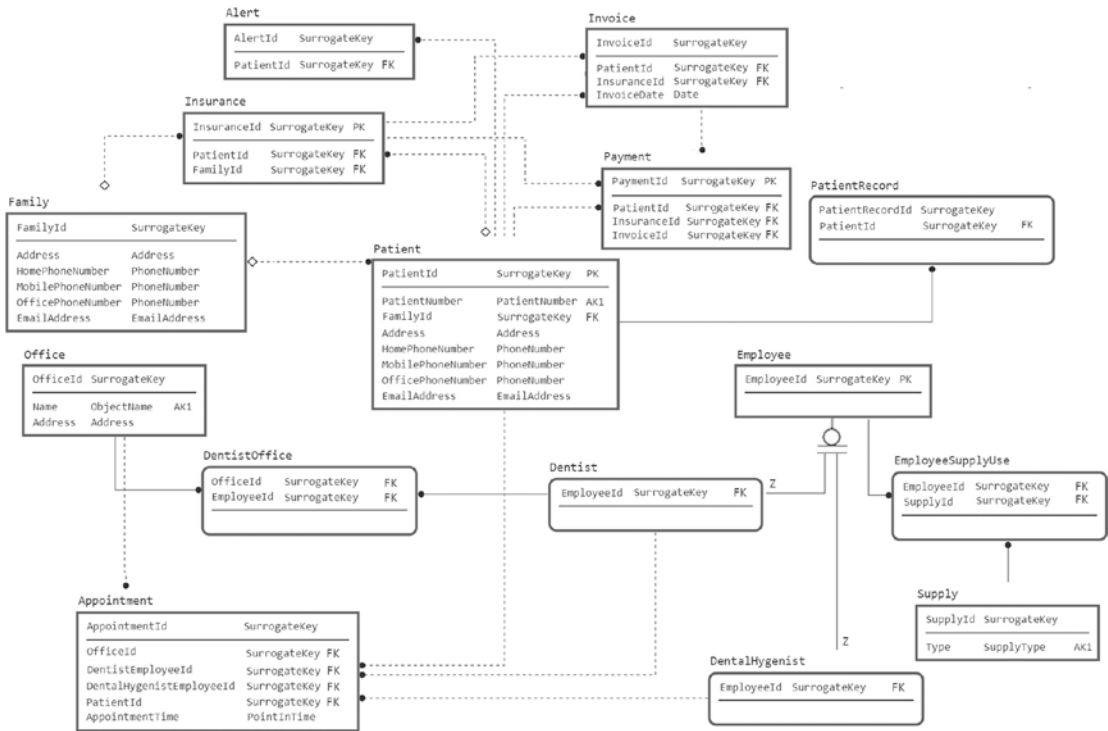 Alert
AlertId SurrogateKey
PatientId SurrogateKey FK
Invoice
InvoiceId SurrogateKey
PatientId SurrogateKey FK
InsuranceId SurrogateKey FK
InvoiceDate Date
Insurance
InsuranceId SurrogateKey PK
PatientId SurrogateKey FK
FamilyId SurrogateKey FK
Payment
PaymentId SurrogateKey PK
PatientId SurrogateKey FK
InsuranceId SurrogateKey FK
InvoiceId SurrogateKey FK
PatientRecord
PatientRecordId SurrogateKey
PatientId SurrogateKey FK
Family
FamilyId SurrogateKey
Address Address
HomePhoneNumber PhoneNumber
MobilePhoneNumber PhoneNumber
OfficePhoneNumber PhoneNumber
EmailAddress EmailAddress
Patient
PatientId SurrogateKey PK
PatientNumber PatientNumber AK1
FamilyId SurrogateKey FK
Address Address
HomePhoneNumber PhoneNumber
MobilePhoneNumber PhoneNumber
OfficePhoneNumber PhoneNumber
EmailAddress EmailAddress
Office
OfficeId SurrogateKey
Name ObjectName AK1
Address Address
Employee
EmployeeId SurrogateKey PK
DentistOffice
OfficeId SurrogateKey FK
EmployeeId SurrogateKey FK
Dentist
EmployeeId SurrogateKey FK
Z
EmployeeSupplyUse
EmployeeId SurrogateKey FK
SupplyId SurrogateKey FK
Supply
SupplyId SurrogateKey
Type SupplyType AK1
Appointment
AppointmentId SurrogateKey
OfficeId SurrogateKey FK
DentistEmployeeId SurrogateKey FK
DentalHygenistEmployeeId SurrogateKey FK
PatientId SurrogateKey FK
AppointmentTime PointInTime
Z
DentalHygenist
EmployeeId SurrogateKey FK